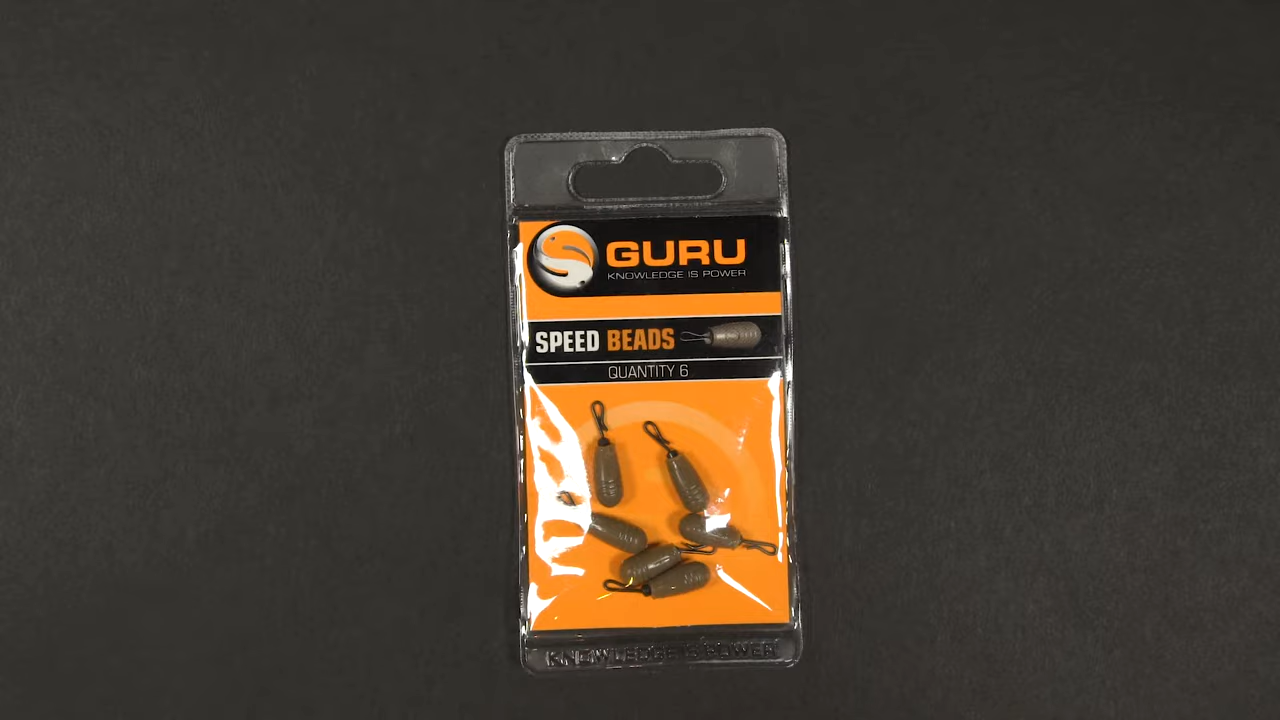 GURU
KNOWLEDGE IS POWER
SPEED BEADS
QUANTITY 6
KNOWLEDGE IS POWER